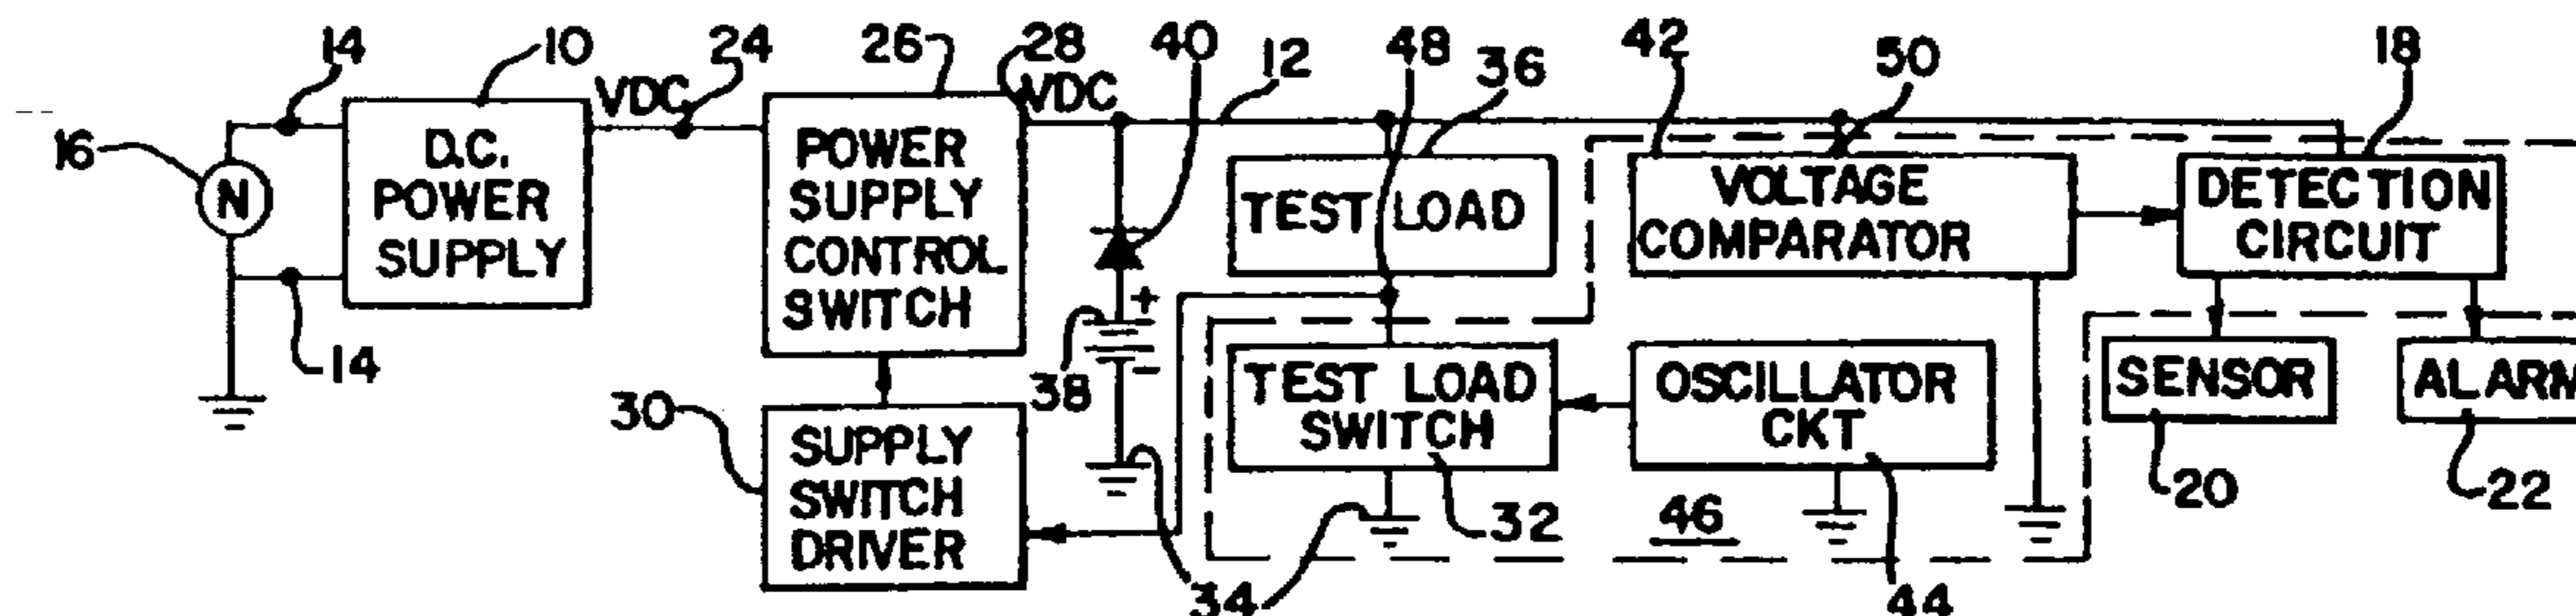 14
10
VDC
24
26
28
VDC
40
12
48
36
42
50
18
16
N
D.C.
POWER
SUPPLY
14
POWER
SUPPLY
CONTROL
SWITCH
30
SUPPLY
SWITCH
DRIVER
+
-
38
34
TEST LOAD
TEST LOAD
SWITCH
32
VOLTAGE
COMPARATOR
OSCILLATOR
CKT
46
44
DETECTION
CIRCUIT
SENSOR
20
ALARM
22